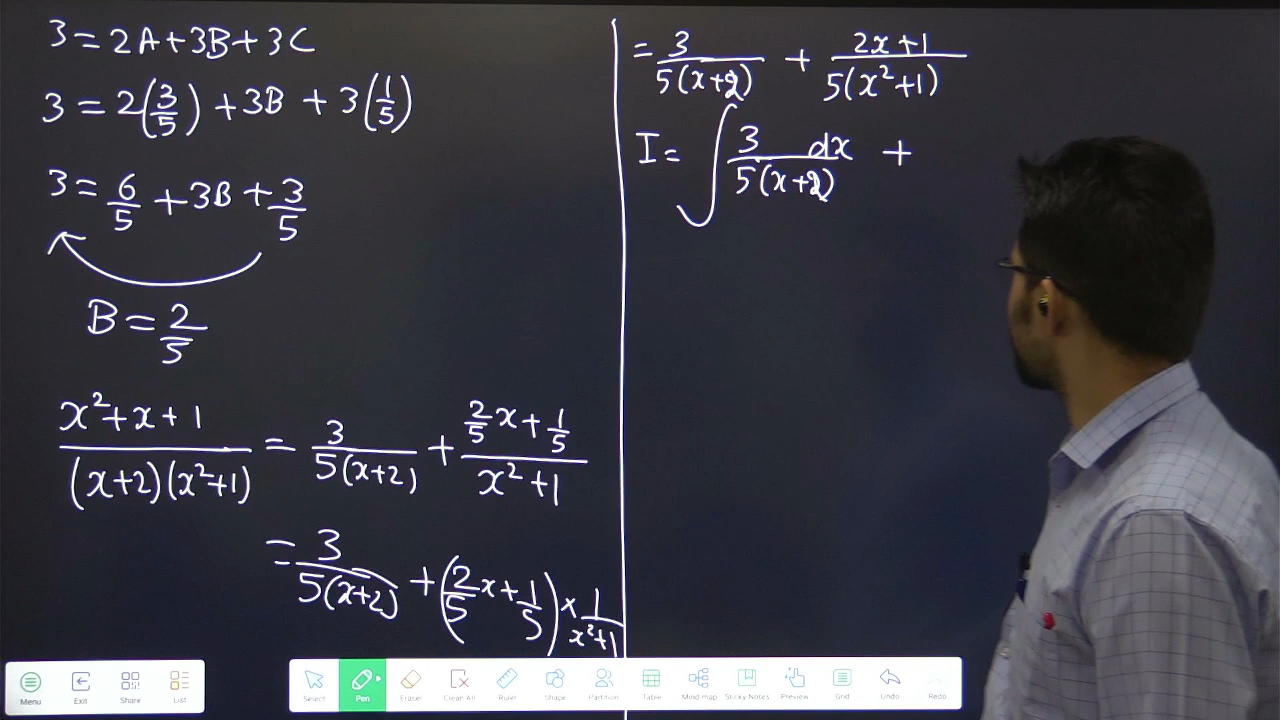 3 = 2A + 3B + 3C
3 = 2(3/5) + 3B + 3(1/5)
3 = 6/5 + 3B + 3/5
B = 2/5
(x² + x + 1)/((x+2)(x²+1)) = 3/(5(x+2)) + (2/5 x + 1/5)/(x² + 1)
= 3/(5(x+2)) + (2/5 x + 1/5) × 1/(x²+1)
= 3/(5(x+2)) + (2x + 1)/(5(x²+1))
I = ∫ 3 dx/(5(x+2)) +
Menu Exit Share List
Select Pen Eraser Clean All Ruler Shape Partition Table Mind map Sticky Notes Preview Grid Undo Redo